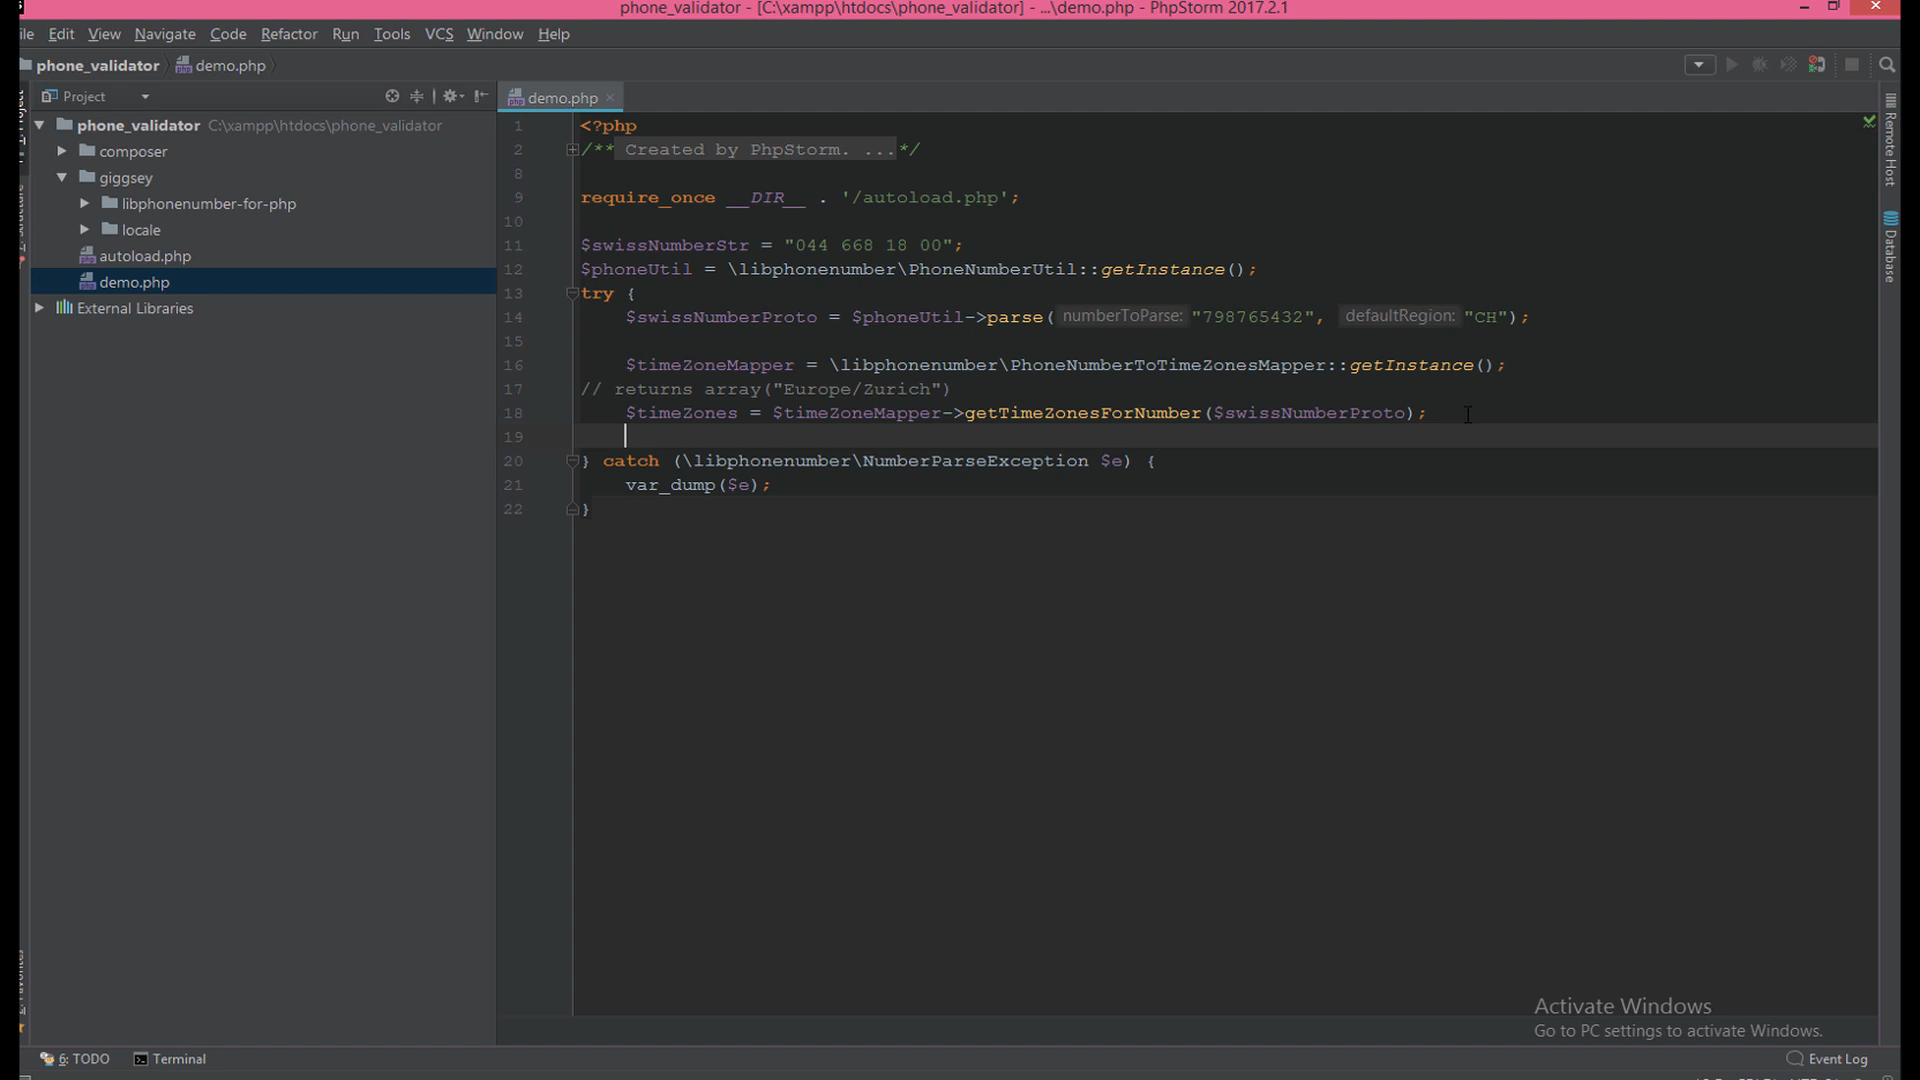 phone_validator - [C:\xampp\htdocs\phone_validator] - ...\demo.php - PhpStorm 2017.2.1
ile Edit View Navigate Code Refactor Run Tools VCS Window Help
phone_validator demo.php
Project
demo.php
phone_validator C:\xampp\htdocs\phone_validator
composer
giggsey
libphonenumber-for-php
locale
autoload.php
demo.php
External Libraries
1 <?php
2 /** Created by PhpStorm. ...*/
8
9 require_once __DIR__ . '/autoload.php';
10
11 $swissNumberStr = "044 668 18 00";
12 $phoneUtil = \libphonenumber\PhoneNumberUtil::getInstance();
13 try {
14 $swissNumberProto = $phoneUtil->parse( numberToParse: "798765432", defaultRegion: "CH");
15
16 $timeZoneMapper = \libphonenumber\PhoneNumberToTimeZonesMapper::getInstance();
17 // returns array("Europe/Zurich")
18 $timeZones = $timeZoneMapper->getTimeZonesForNumber($swissNumberProto);
19
20 } catch (\libphonenumber\NumberParseException $e) {
21 var_dump($e);
22 }
Remote Host
Database
Activate Windows
Go to PC settings to activate Windows.
6: TODO Terminal
Event Log